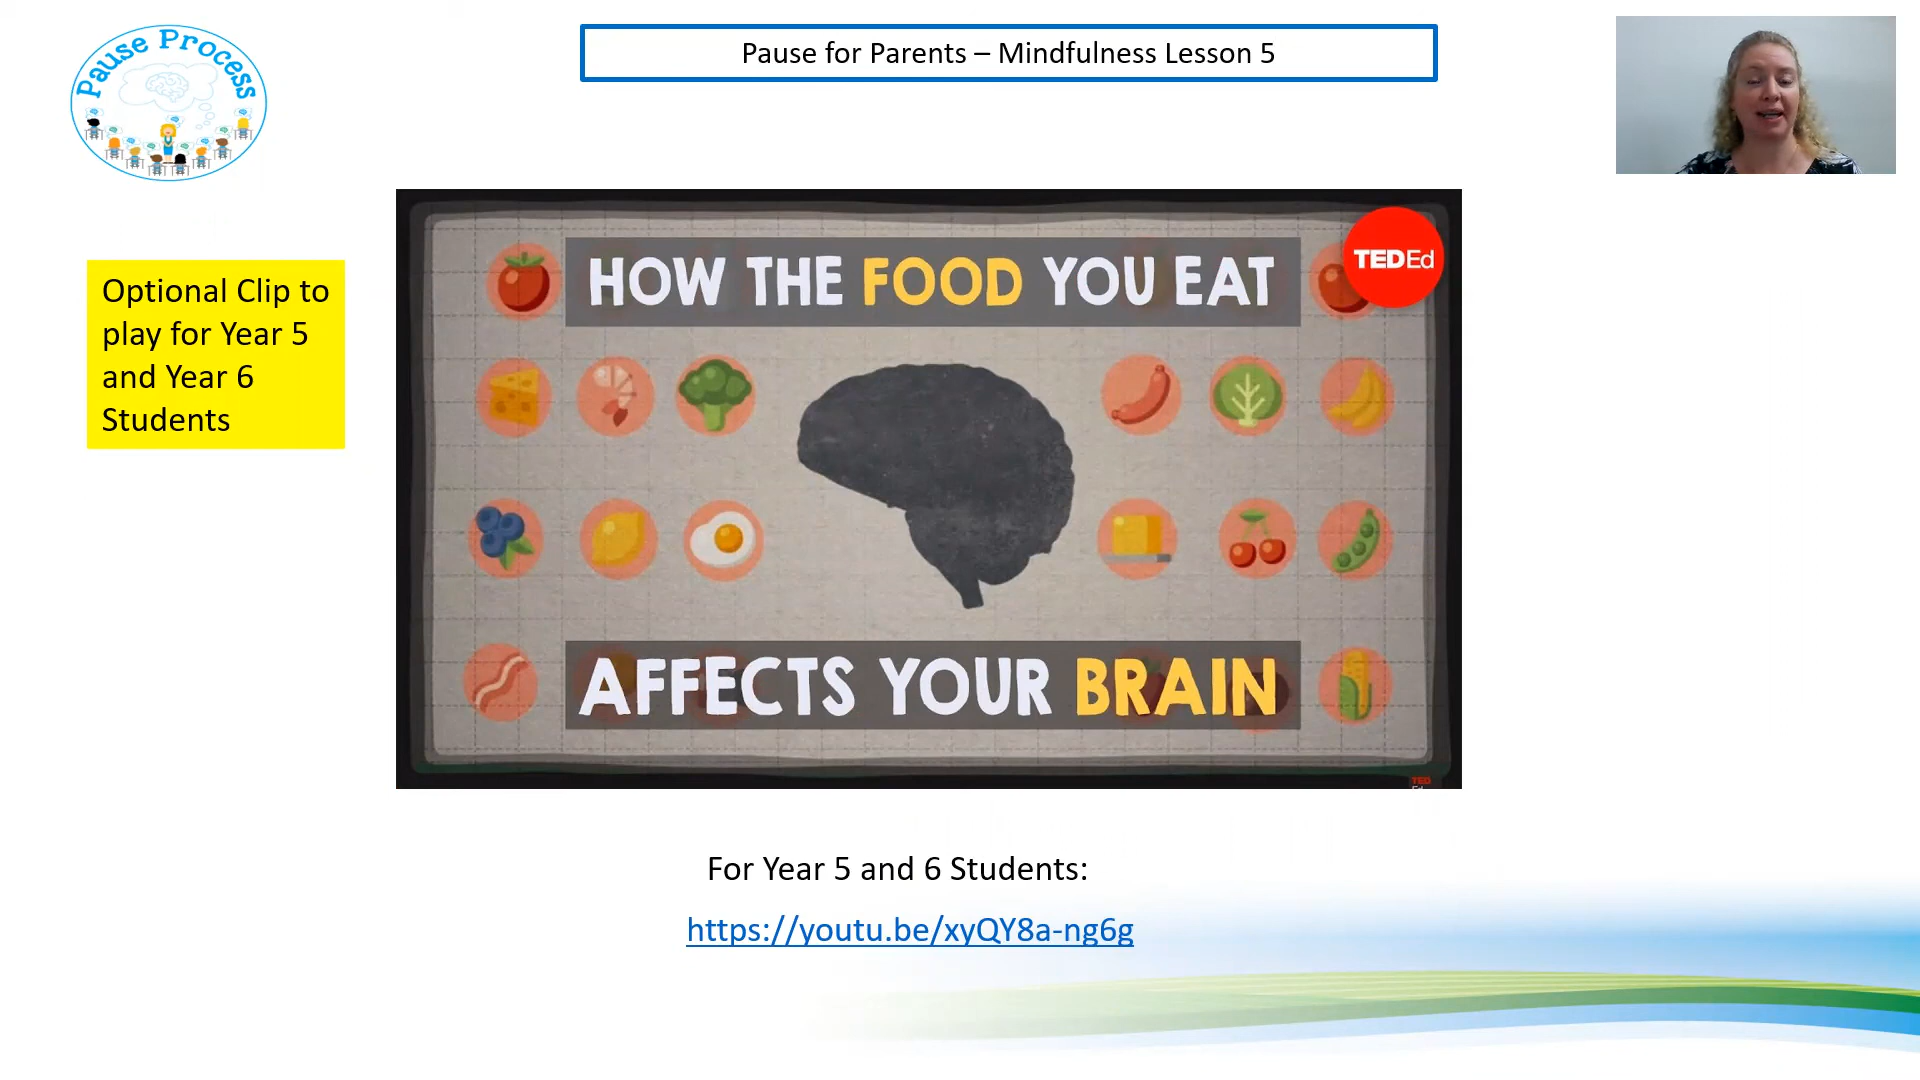 Pause Process
Pause for Parents – Mindfulness Lesson 5
Optional Clip to
play for Year 5
and Year 6
Students
HOW THE FOOD YOU EAT
TEDEd
AFFECTS YOUR BRAIN
TED
Ed
For Year 5 and 6 Students:
https://youtu.be/xyQY8a-ng6g